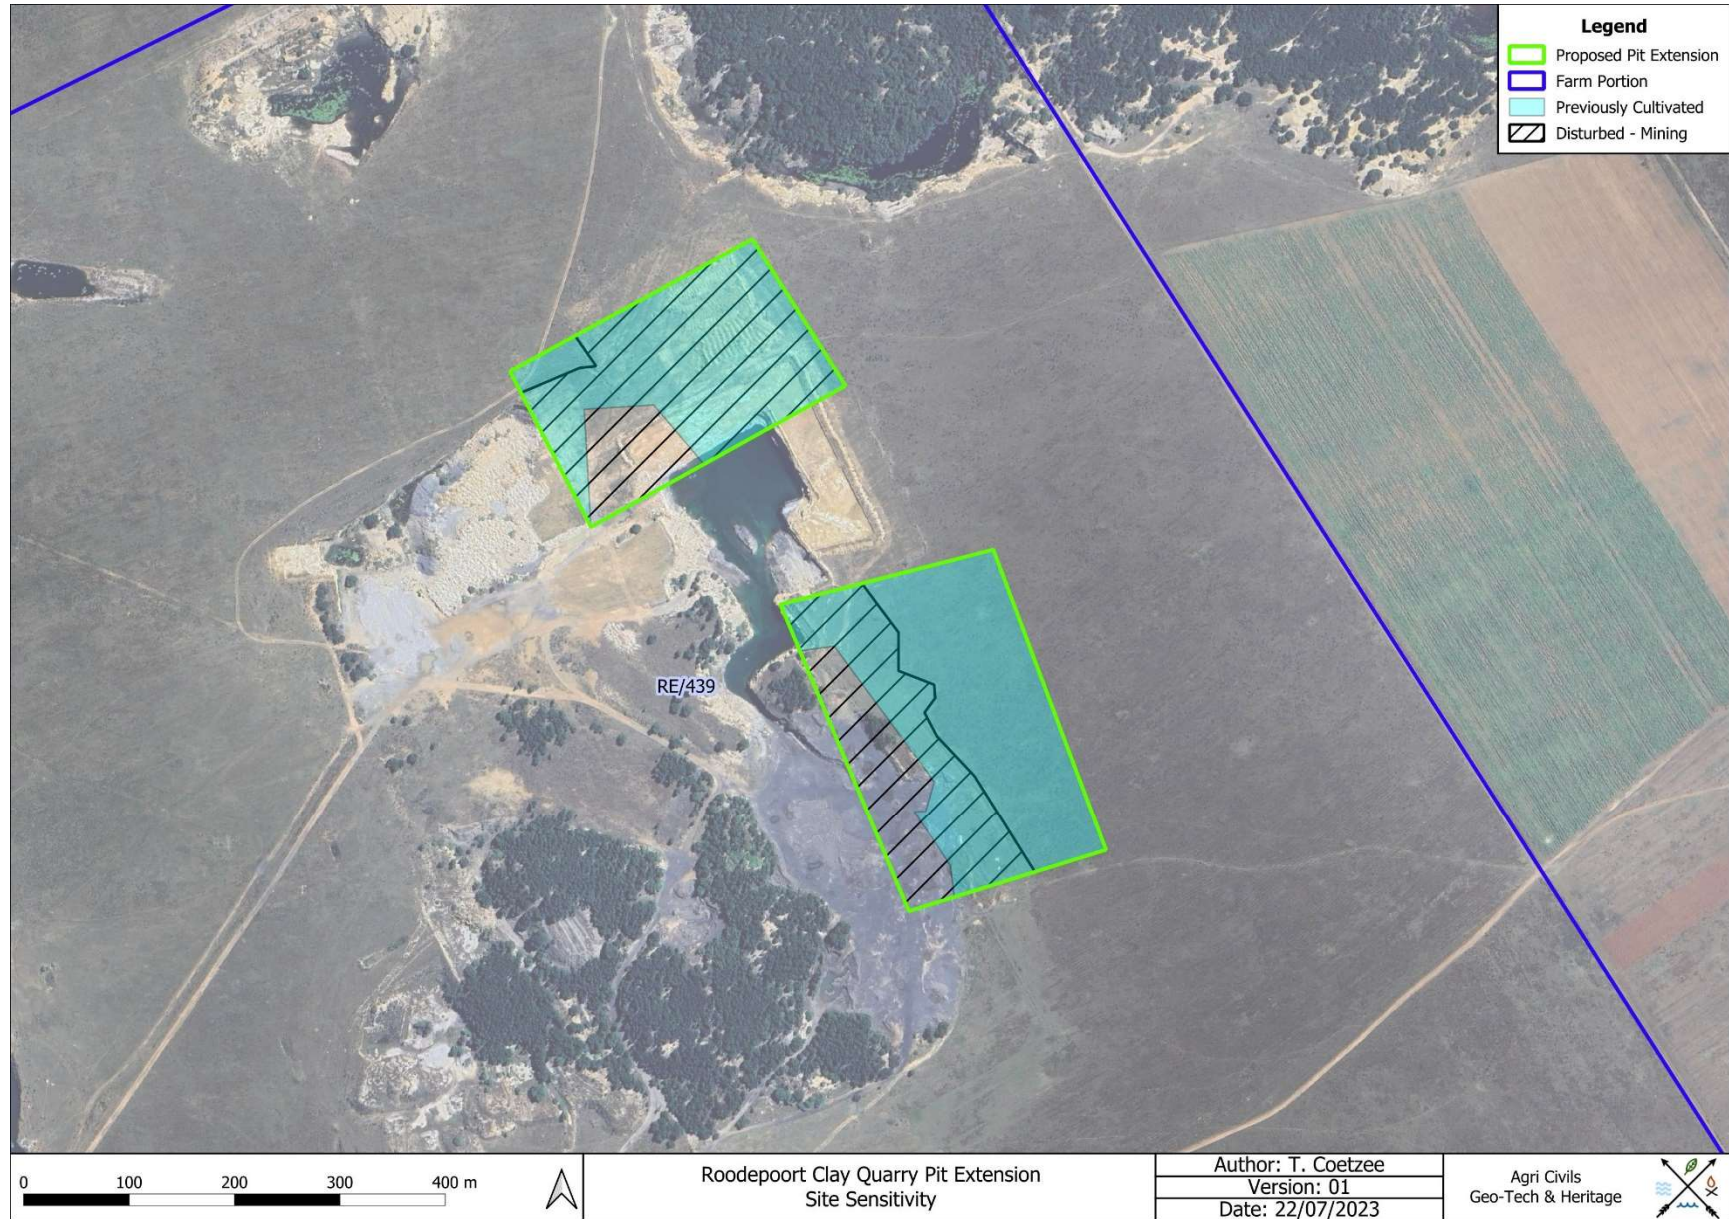 Legend
Proposed Pit Extension
Farm Portion
Previously Cultivated
Disturbed - Mining
RE/439
0 100 200 300 400 m
Roodepoort Clay Quarry Pit Extension
Site Sensitivity
Author: T. Coetzee
Version: 01
Date: 22/07/2023
Agri Civils
Geo-Tech & Heritage